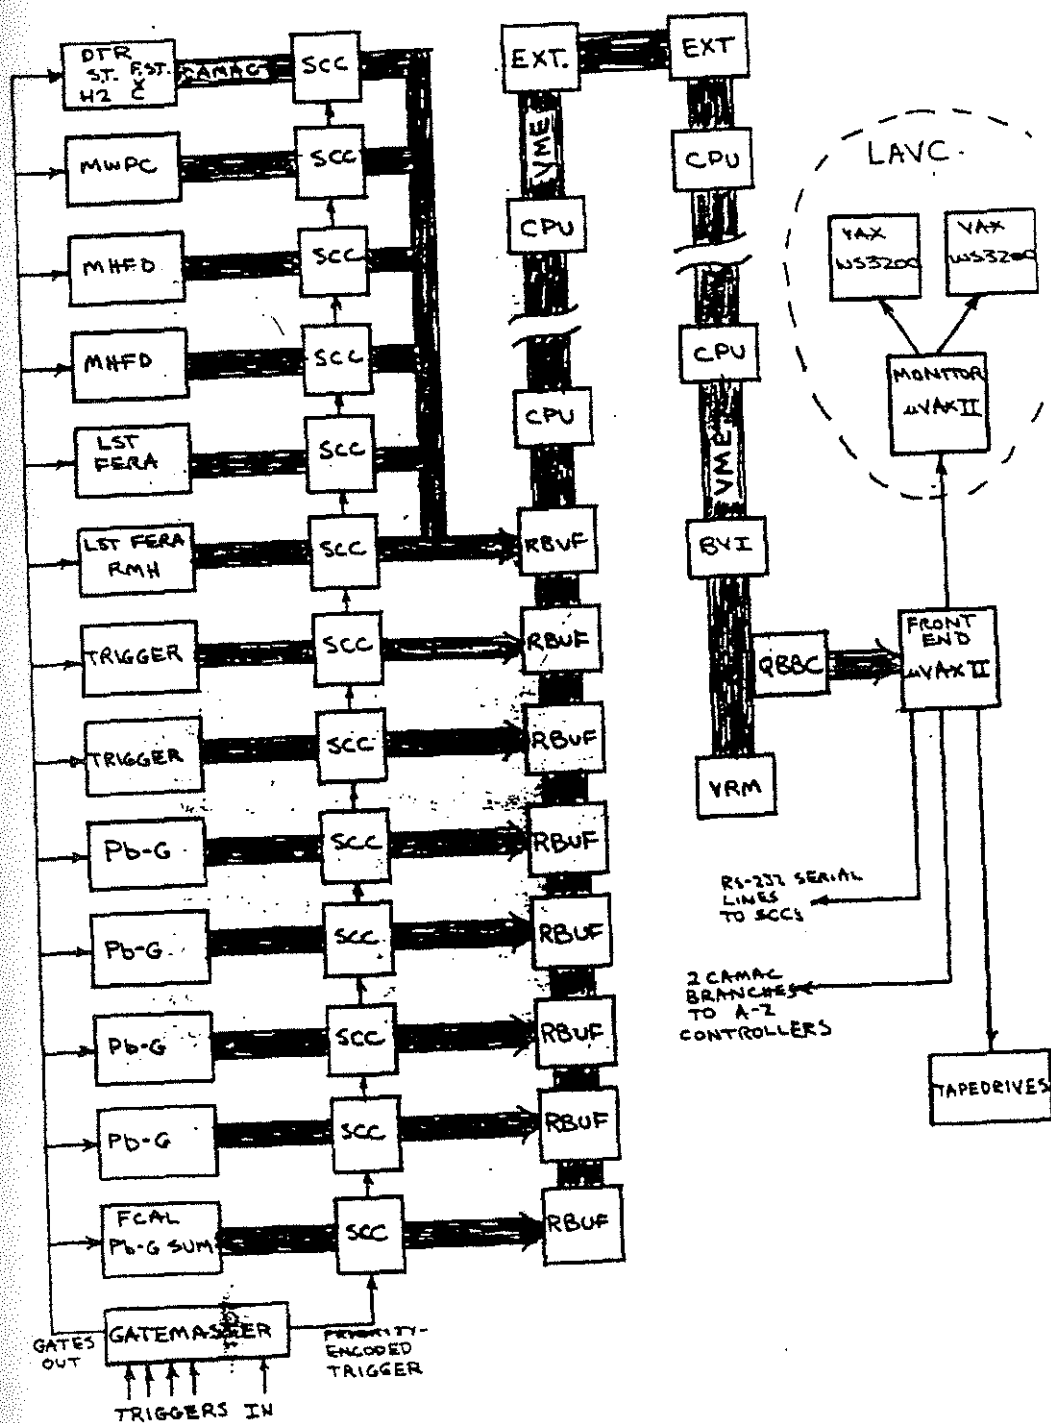 DTR
ST. F.ST.
H2 Č
CAMAC
SCC
MWPC
SCC
MHFD
SCC
MHFD
SCC
LST
FERA
SCC
LST FERA
RMH
SCC
TRIGGER
SCC
TRIGGER
SCC
Pb-G
SCC
Pb-G
SCC
Pb-G
SCC
Pb-G
SCC
FCAL
Pb-G SUM
SCC
GATEMASTER
GATES
OUT
PRIORITY-
ENCODED
TRIGGER
TRIGGERS IN
EXT.
VME
CPU
CPU
RBUF
RBUF
RBUF
RBUF
RBUF
RBUF
RBUF
RBUF
EXT
CPU
CPU
VME
BVI
QBBC
VRM
LAVC
VAX
WS3200
VAX
WS3200
MONITOR
μVAX II
FRONT
END
μVAX II
RS-232 SERIAL
LINES
TO SCCs
2 CAMAC
BRANCHES
TO A-2
CONTROLLERS
TAPEDRIVES